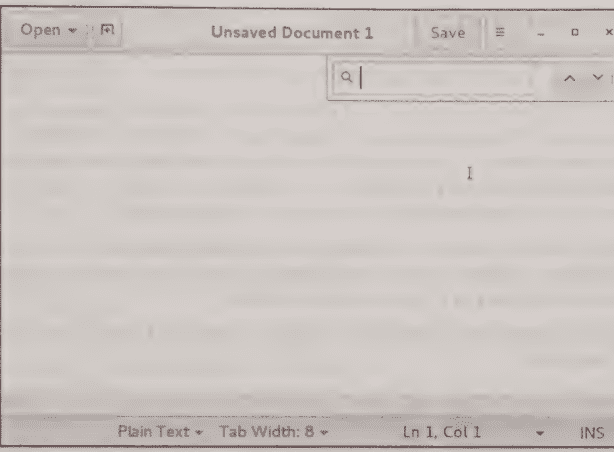 Open Unsaved Document 1 Save
Plain Text Tab Width: 8 Ln 1, Col 1 INS